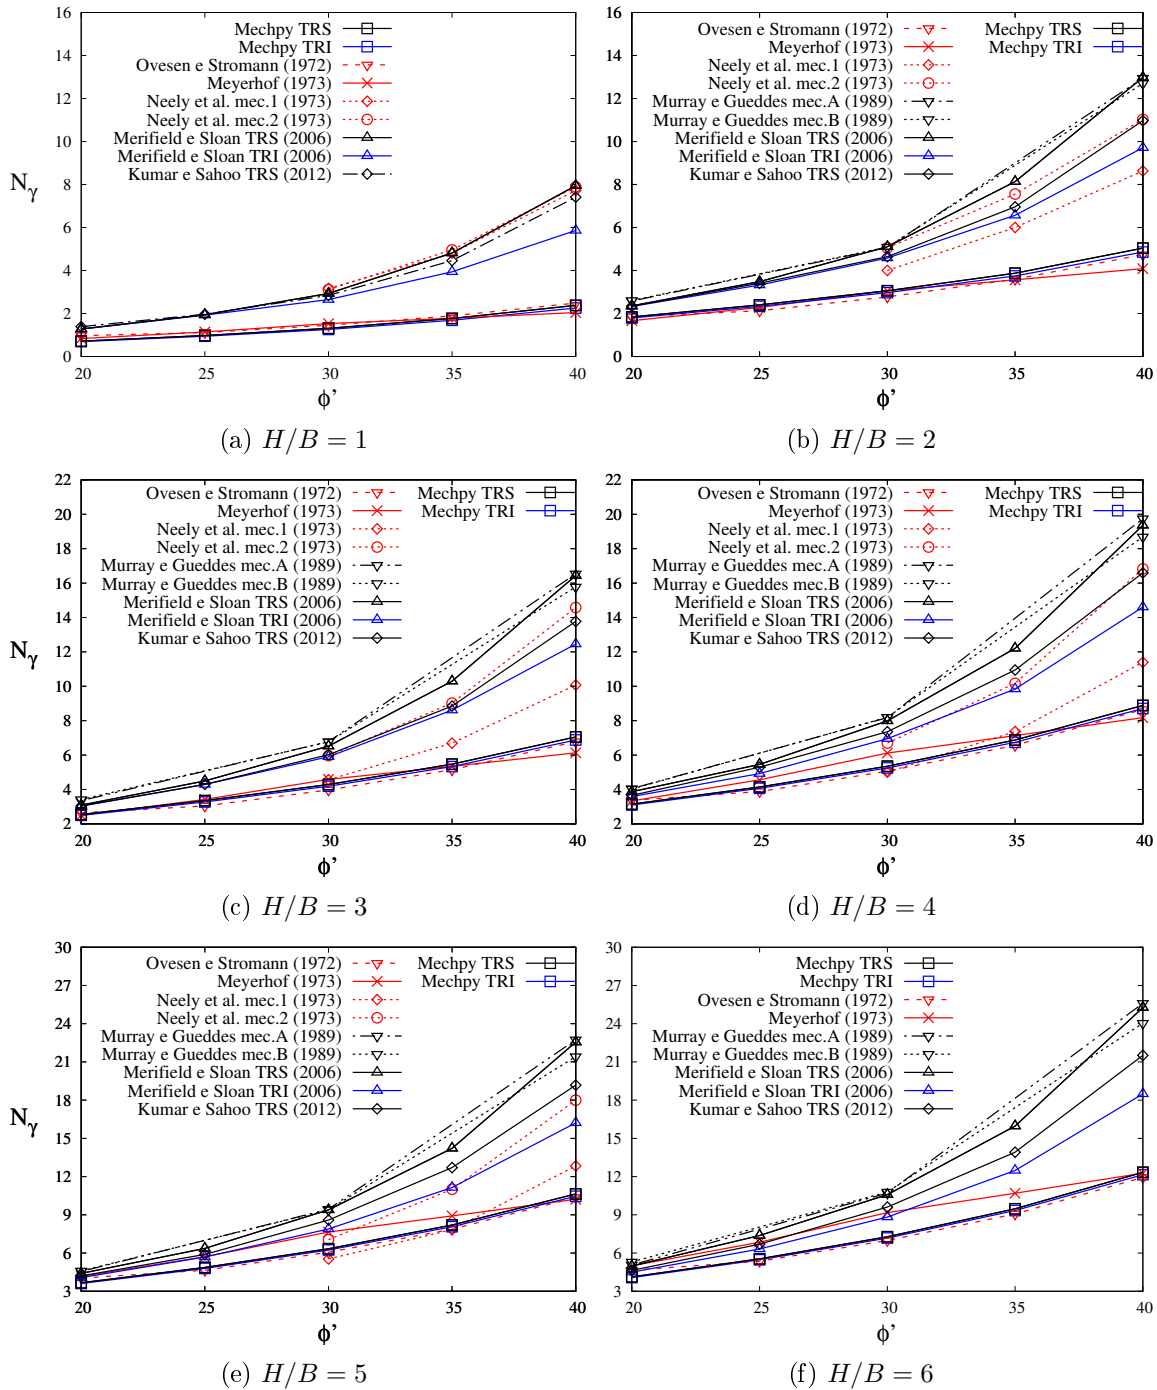 16
14
12
10
8
6
4
2
0
Nγ
Mechpy TRS
Mechpy TRI
Ovesen e Stromann (1972)
Meyerhof (1973)
Neely et al. mec.1 (1973)
Neely et al. mec.2 (1973)
Merifield e Sloan TRS (2006)
Merifield e Sloan TRI (2006)
Kumar e Sahoo TRS (2012)
20 25 30 35 40
ϕ’
(a) H/B = 1
16
14
12
10
8
6
4
2
0
Ovesen e Stromann (1972)
Meyerhof (1973)
Neely et al. mec.1 (1973)
Neely et al. mec.2 (1973)
Murray e Gueddes mec.A (1989)
Murray e Gueddes mec.B (1989)
Merifield e Sloan TRS (2006)
Merifield e Sloan TRI (2006)
Kumar e Sahoo TRS (2012)
Mechpy TRS
Mechpy TRI
20 25 30 35 40
ϕ’
(b) H/B = 2
22
20
18
16
14
12
10
8
6
4
2
Nγ
Ovesen e Stromann (1972)
Meyerhof (1973)
Neely et al. mec.1 (1973)
Neely et al. mec.2 (1973)
Murray e Gueddes mec.A (1989)
Murray e Gueddes mec.B (1989)
Merifield e Sloan TRS (2006)
Merifield e Sloan TRI (2006)
Kumar e Sahoo TRS (2012)
Mechpy TRS
Mechpy TRI
20 25 30 35 40
ϕ’
(c) H/B = 3
22
20
18
16
14
12
10
8
6
4
2
Ovesen e Stromann (1972)
Meyerhof (1973)
Neely et al. mec.1 (1973)
Neely et al. mec.2 (1973)
Murray e Gueddes mec.A (1989)
Murray e Gueddes mec.B (1989)
Merifield e Sloan TRS (2006)
Merifield e Sloan TRI (2006)
Kumar e Sahoo TRS (2012)
Mechpy TRS
Mechpy TRI
20 25 30 35 40
ϕ’
(d) H/B = 4
30
27
24
21
18
15
12
9
6
3
Nγ
Ovesen e Stromann (1972)
Meyerhof (1973)
Neely et al. mec.1 (1973)
Neely et al. mec.2 (1973)
Murray e Gueddes mec.A (1989)
Murray e Gueddes mec.B (1989)
Merifield e Sloan TRS (2006)
Merifield e Sloan TRI (2006)
Kumar e Sahoo TRS (2012)
Mechpy TRS
Mechpy TRI
20 25 30 35 40
ϕ’
(e) H/B = 5
30
27
24
21
18
15
12
9
6
3
Mechpy TRS
Mechpy TRI
Ovesen e Stromann (1972)
Meyerhof (1973)
Murray e Gueddes mec.A (1989)
Murray e Gueddes mec.B (1989)
Merifield e Sloan TRS (2006)
Merifield e Sloan TRI (2006)
Kumar e Sahoo TRS (2012)
20 25 30 35 40
ϕ’
(f) H/B = 6